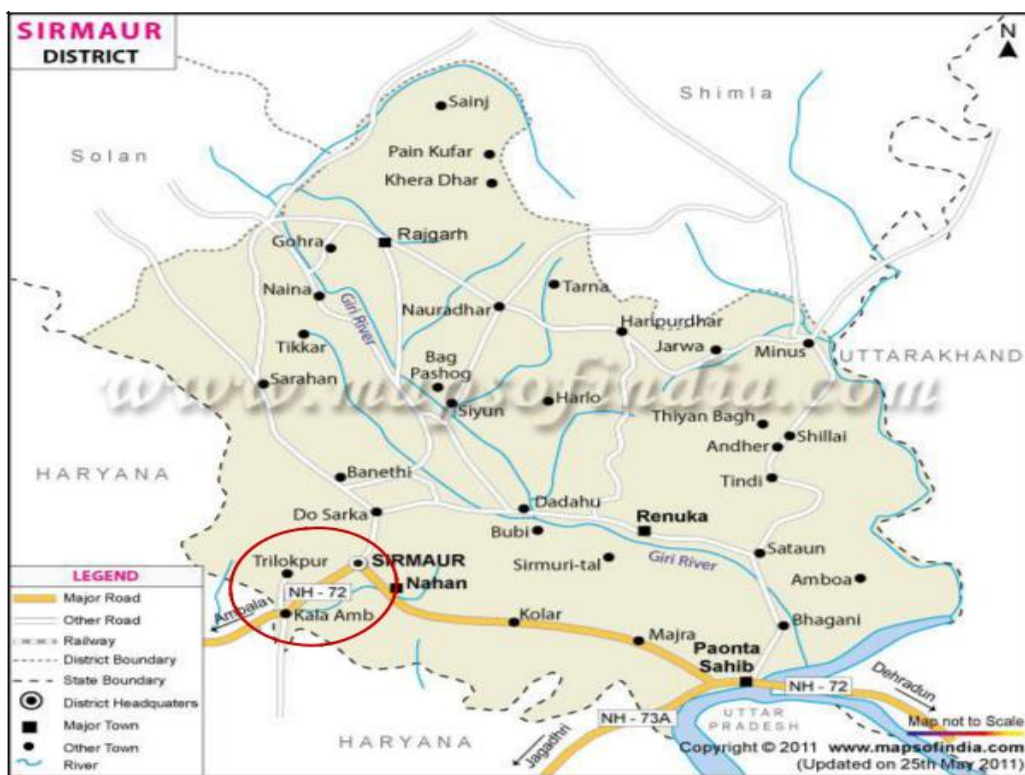 SIRMAUR
DISTRICT
N
Sainj
Shimla
Solan
Pain Kufar
Khera Dhar
Rajgarh
Gohra
Naina
Giri River
Nauradhar
Tarna
Haripurdhar
Tikkar
Jarwa
Minus
UTTARAKHAND
Bag
Pashog
Sarahan
www.mapsofindia.com
Siyun
Harlo
Thiyan Bagh
Shillai
Andher
HARYANA
Banethi
Tindi
Do Sarka
Dadahu
Renuka
Bubi
Trilokpur
SIRMAUR
Sirmuri-tal
Giri River
Sataun
Amboa
NH - 72
Nahan
Ambala
Kala Amb
Kolar
Bhagani
Majra
Paonta
Sahib
NH - 72
Dehradun
NH - 73A
UTTAR
PRADESH
Jagadhri
HARYANA
LEGEND
Major Road
Other Road
Railway
District Boundary
State Boundary
District Headquaters
Major Town
Other Town
River
Map not to Scale
Copyright © 2011 www.mapsofindia.com
(Updated on 25th May 2011)